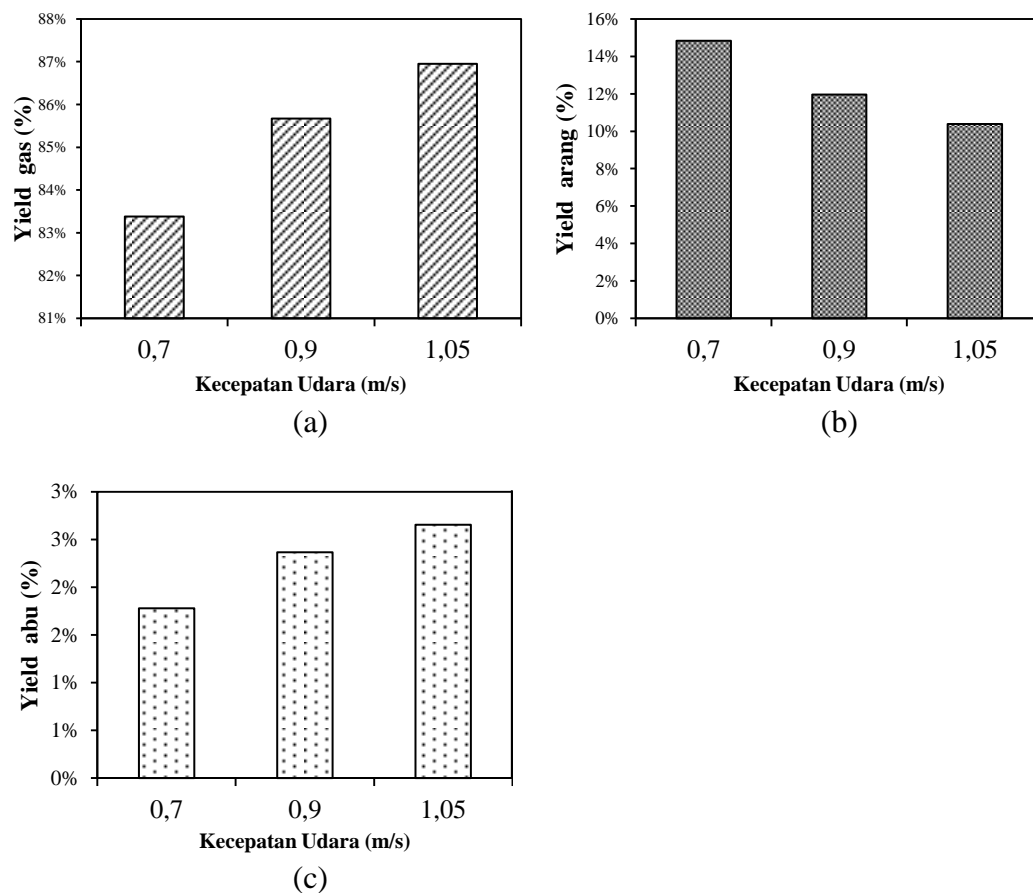 88%
87%
86%
85%
84%
83%
82%
81%
Yield gas (%)
0,7 0,9 1,05
Kecepatan Udara (m/s)
(a)
16%
14%
12%
10%
8%
6%
4%
2%
0%
Yield arang (%)
0,7 0,9 1,05
Kecepatan Udara (m/s)
(b)
3%
3%
2%
2%
1%
1%
0%
Yield abu (%)
0,7 0,9 1,05
Kecepatan Udara (m/s)
(c)